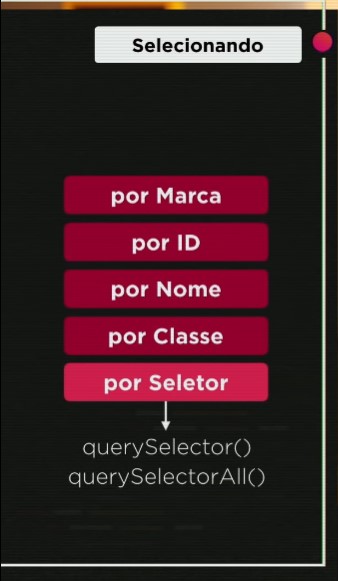 Selecionando
por Marca
por ID
por Nome
por Classe
por Seletor
querySelector()
querySelectorAll()